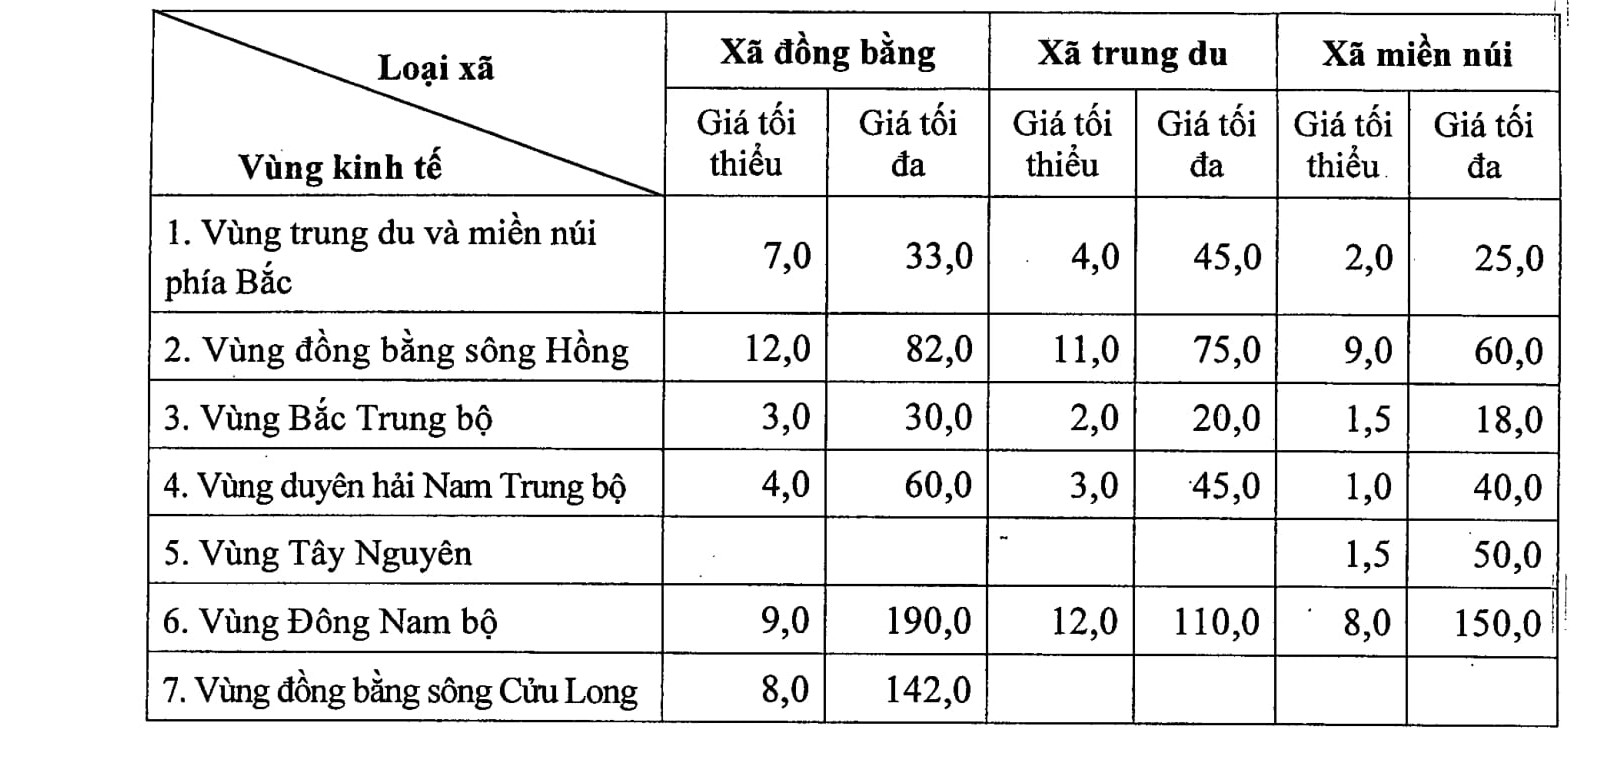 Loại xã
Vùng kinh tế
Xã đồng bằng Xã trung du Xã miền núi
Giá tối thiểu Giá tối đa Giá tối thiểu Giá tối đa Giá tối thiểu Giá tối đa
1. Vùng trung du và miền núi
phía Bắc 7,0 33,0 4,0 45,0 2,0 25,0
2. Vùng đồng bằng sông Hồng 12,0 82,0 11,0 75,0 9,0 60,0
3. Vùng Bắc Trung bộ 3,0 30,0 2,0 20,0 1,5 18,0
4. Vùng duyên hải Nam Trung bộ 4,0 60,0 3,0 45,0 1,0 40,0
5. Vùng Tây Nguyên 1,5 50,0
6. Vùng Đông Nam bộ 9,0 190,0 12,0 110,0 8,0 150,0
7. Vùng đồng bằng sông Cửu Long 8,0 142,0